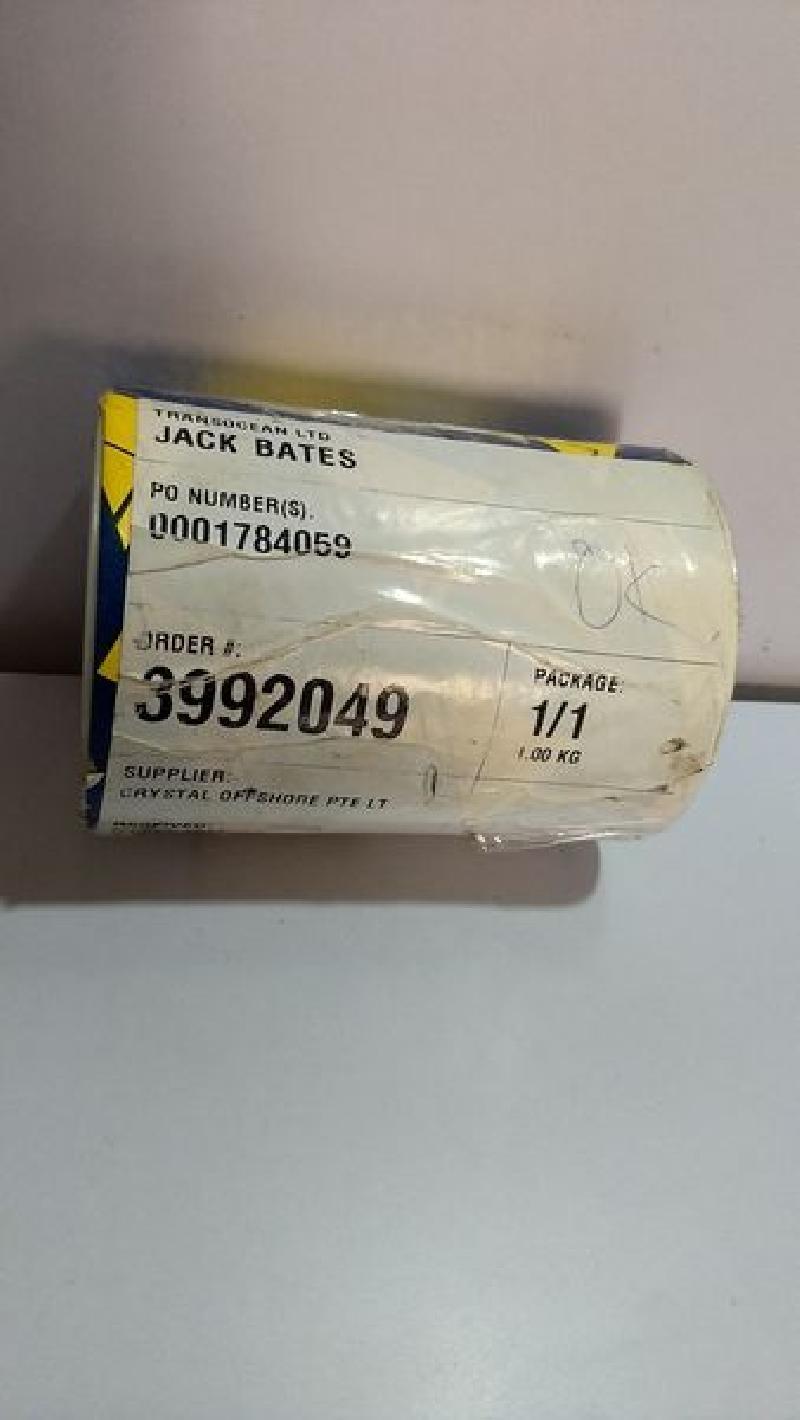 TRANSOCEAN LTD
JACK BATES
PO NUMBER(S).
0001784059
OK
ORDER #:
3992049
PACKAGE:
1/1
1.00 KG
SUPPLIER:
CRYSTAL OFFSHORE PTE LT